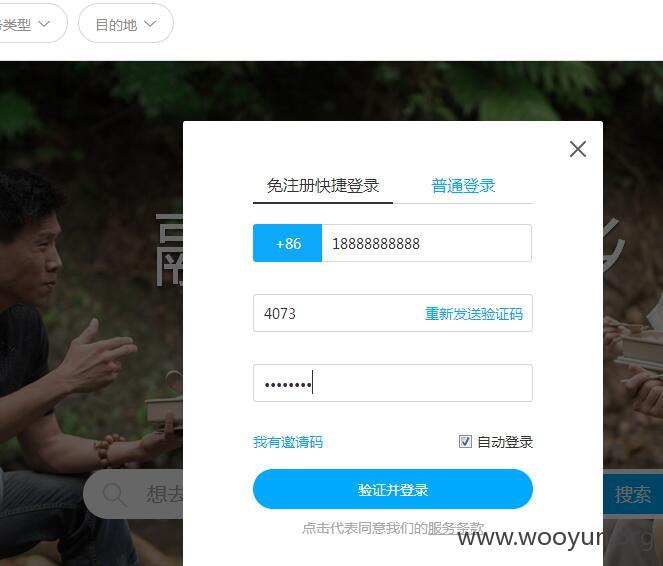 类型 目的地
免注册快捷登录 普通登录
+86 18888888888
4073 重新发送验证码
••••••••
我有邀请码 自动登录
验证并登录
想去 搜索
点击代表同意我们的服务条款
www.wooyun.org